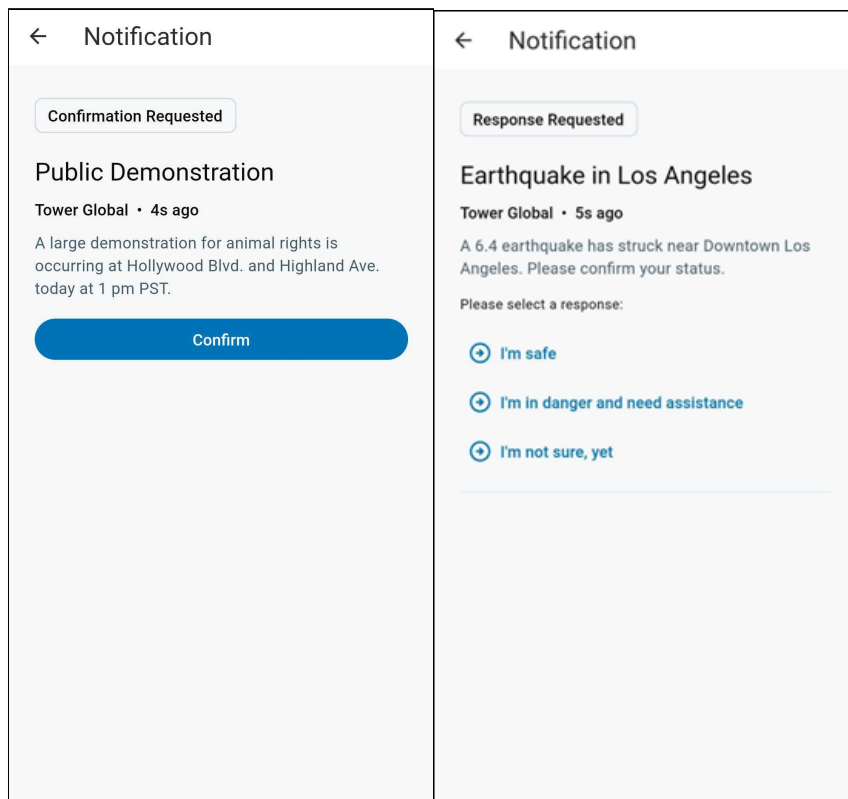 Notification
Confirmation Requested
Public Demonstration
Tower Global • 4s ago
A large demonstration for animal rights is
occurring at Hollywood Blvd. and Highland Ave.
today at 1 pm PST.
Confirm
Notification
Response Requested
Earthquake in Los Angeles
Tower Global • 5s ago
A 6.4 earthquake has struck near Downtown Los
Angeles. Please confirm your status.
Please select a response:
I'm safe
I'm in danger and need assistance
I'm not sure, yet